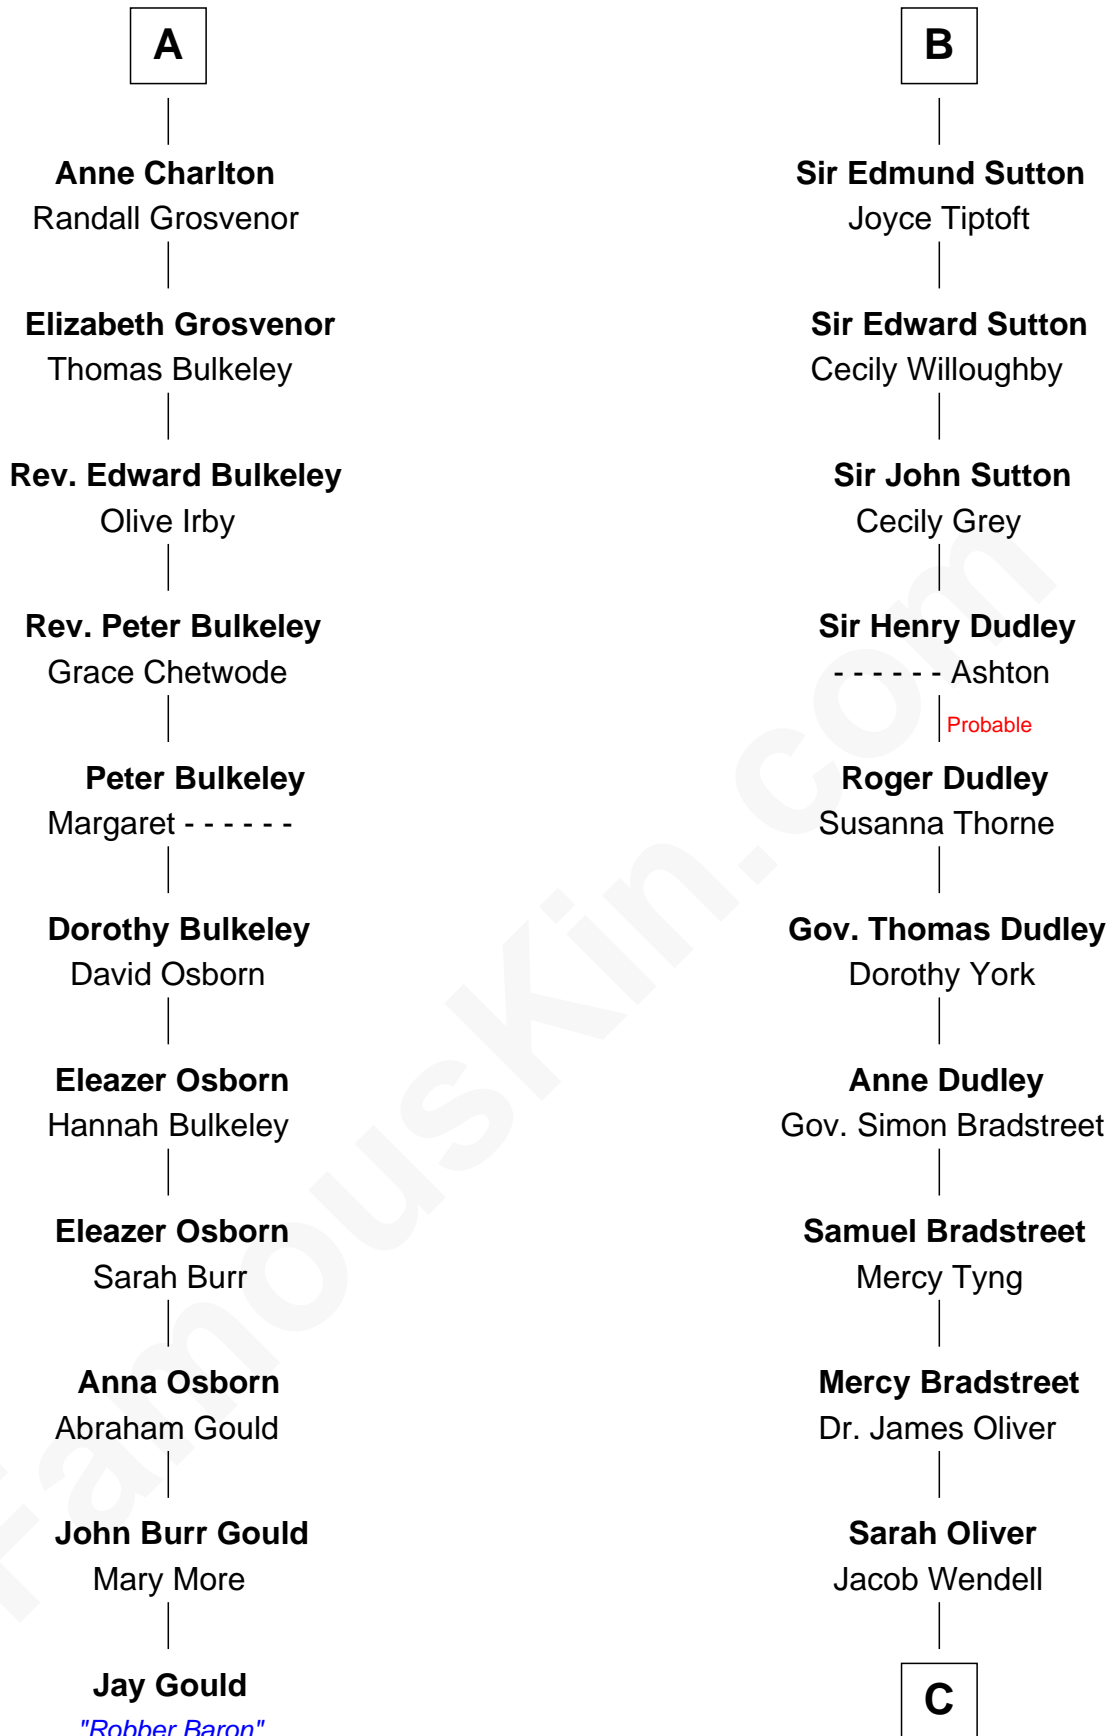 A
Anne Charlton
Randall Grosvenor
Elizabeth Grosvenor
Thomas Bulkeley
Rev. Edward Bulkeley
Olive Irby
Rev. Peter Bulkeley
Grace Chetwode
Peter Bulkeley
Margaret - - - - - -
Dorothy Bulkeley
David Osborn
Eleazer Osborn
Hannah Bulkeley
Eleazer Osborn
Sarah Burr
Anna Osborn
Abraham Gould
John Burr Gould
Mary More
Jay Gould
"Robber Baron"
B
Sir Edmund Sutton
Joyce Tiptoft
Sir Edward Sutton
Cecily Willoughby
Sir John Sutton
Cecily Grey
Sir Henry Dudley
- - - - - - Ashton
Probable
Roger Dudley
Susanna Thorne
Gov. Thomas Dudley
Dorothy York
Anne Dudley
Gov. Simon Bradstreet
Samuel Bradstreet
Mercy Tyng
Mercy Bradstreet
Dr. James Oliver
Sarah Oliver
Jacob Wendell
C
FamousKin.com